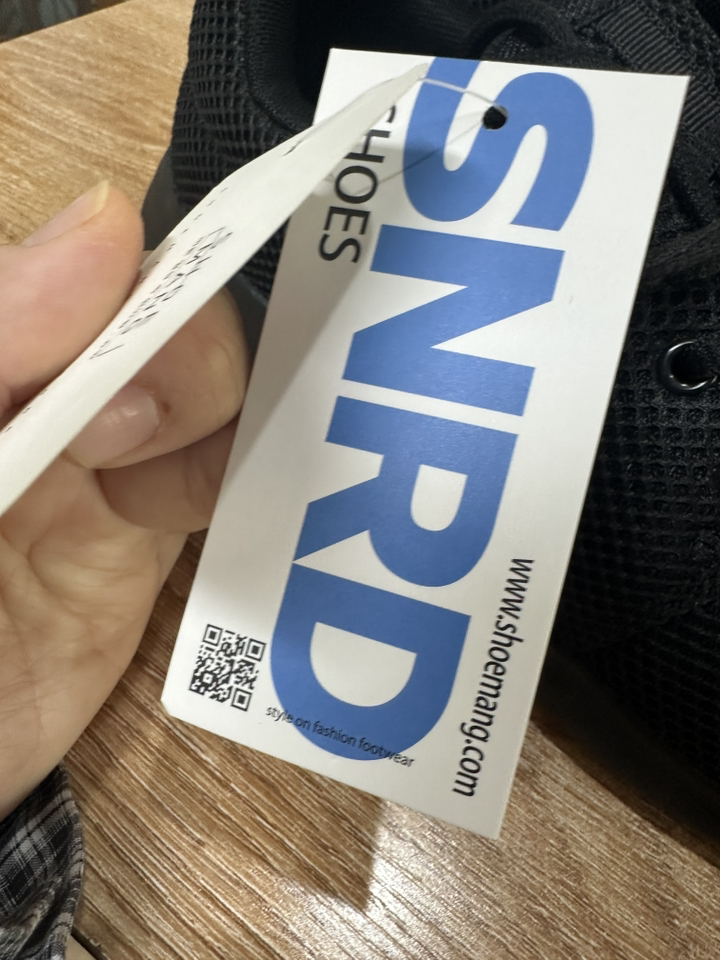 SHOES
SNRD
www.shoemang.com
style on fashion footwear